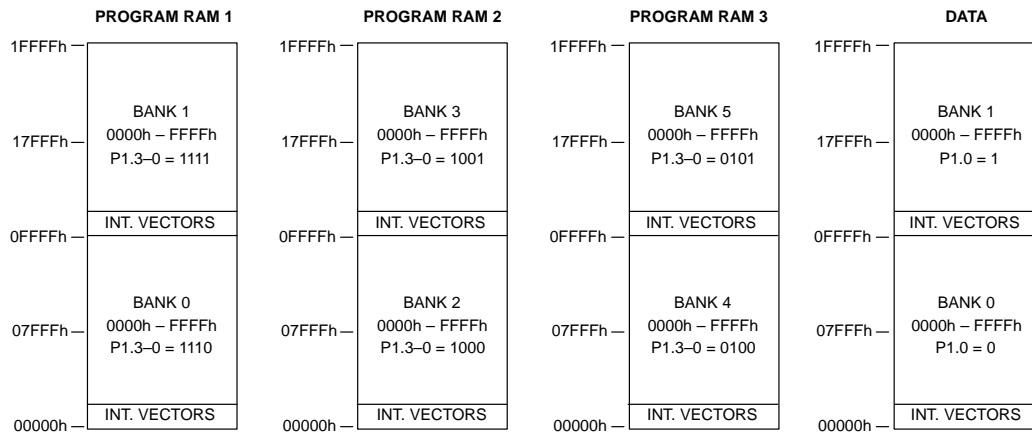 PROGRAM RAM 1
1FFFFh
BANK 1
0000h – FFFFh
P1.3–0 = 1111
17FFFh
INT. VECTORS
0FFFFh
BANK 0
0000h – FFFFh
P1.3–0 = 1110
07FFFh
INT. VECTORS
00000h
PROGRAM RAM 2
1FFFFh
BANK 3
0000h – FFFFh
P1.3–0 = 1001
17FFFh
INT. VECTORS
0FFFFh
BANK 2
0000h – FFFFh
P1.3–0 = 1000
07FFFh
INT. VECTORS
00000h
PROGRAM RAM 3
1FFFFh
BANK 5
0000h – FFFFh
P1.3–0 = 0101
17FFFh
INT. VECTORS
0FFFFh
BANK 4
0000h – FFFFh
P1.3–0 = 0100
07FFFh
INT. VECTORS
00000h
DATA
1FFFFh
BANK 1
0000h – FFFFh
P1.0 = 1
17FFFh
INT. VECTORS
0FFFFh
BANK 0
0000h – FFFFh
P1.0 = 0
07FFFh
INT. VECTORS
00000h